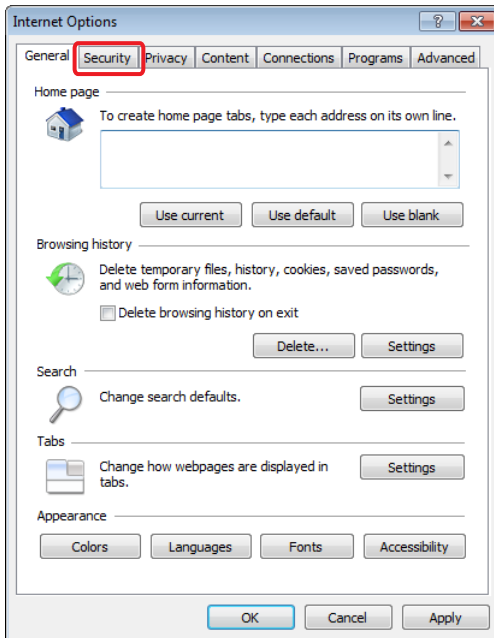 Internet Options
General Security Privacy Content Connections Programs Advanced
Home page
To create home page tabs, type each address on its own line.
Use current Use default Use blank
Browsing history
Delete temporary files, history, cookies, saved passwords,
and web form information.
Delete browsing history on exit
Delete... Settings
Search
Change search defaults. Settings
Tabs
Change how webpages are displayed in Settings
tabs.
Appearance
Colors Languages Fonts Accessibility
OK Cancel Apply